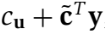 c_𝐮 + 𝐜̃^T 𝐲